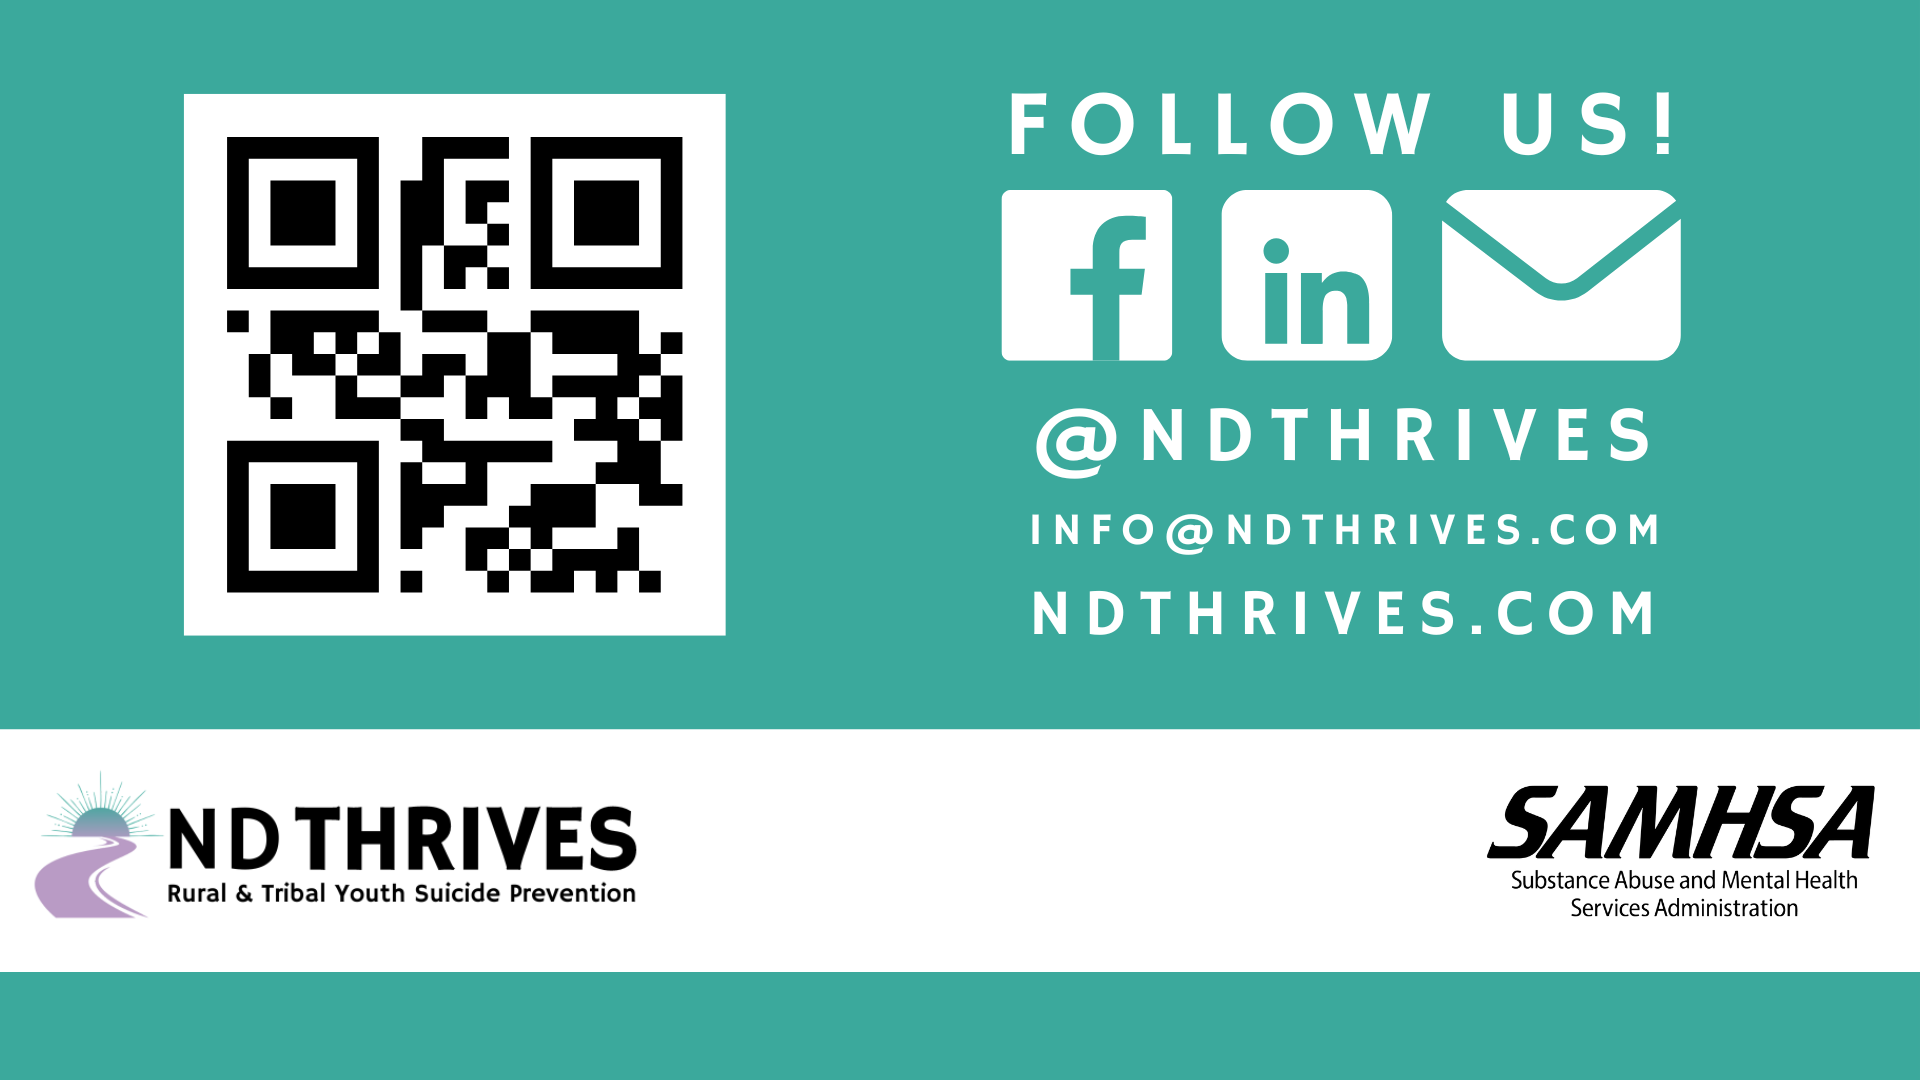 FOLLOW US!
@NDTHRIVES
INFO@NDTHRIVES.COM
NDTHRIVES.COM
ND THRIVES
Rural & Tribal Youth Suicide Prevention
SAMHSA
Substance Abuse and Mental Health
Services Administration